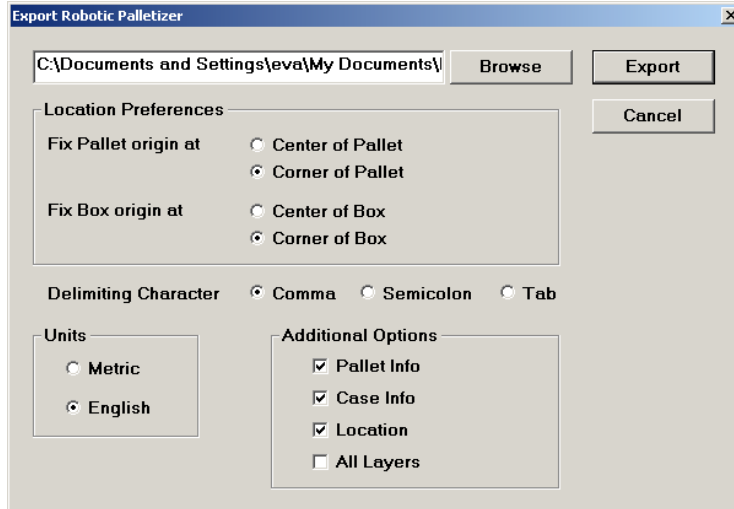 Export Robotic Palletizer
C:\Documents and Settings\eva\My Documents\
Browse
Export
Cancel
Location Preferences
Fix Pallet origin at
Center of Pallet
Corner of Pallet
Fix Box origin at
Center of Box
Corner of Box
Delimiting Character Comma Semicolon Tab
Units
Metric
English
Additional Options
Pallet Info
Case Info
Location
All Layers